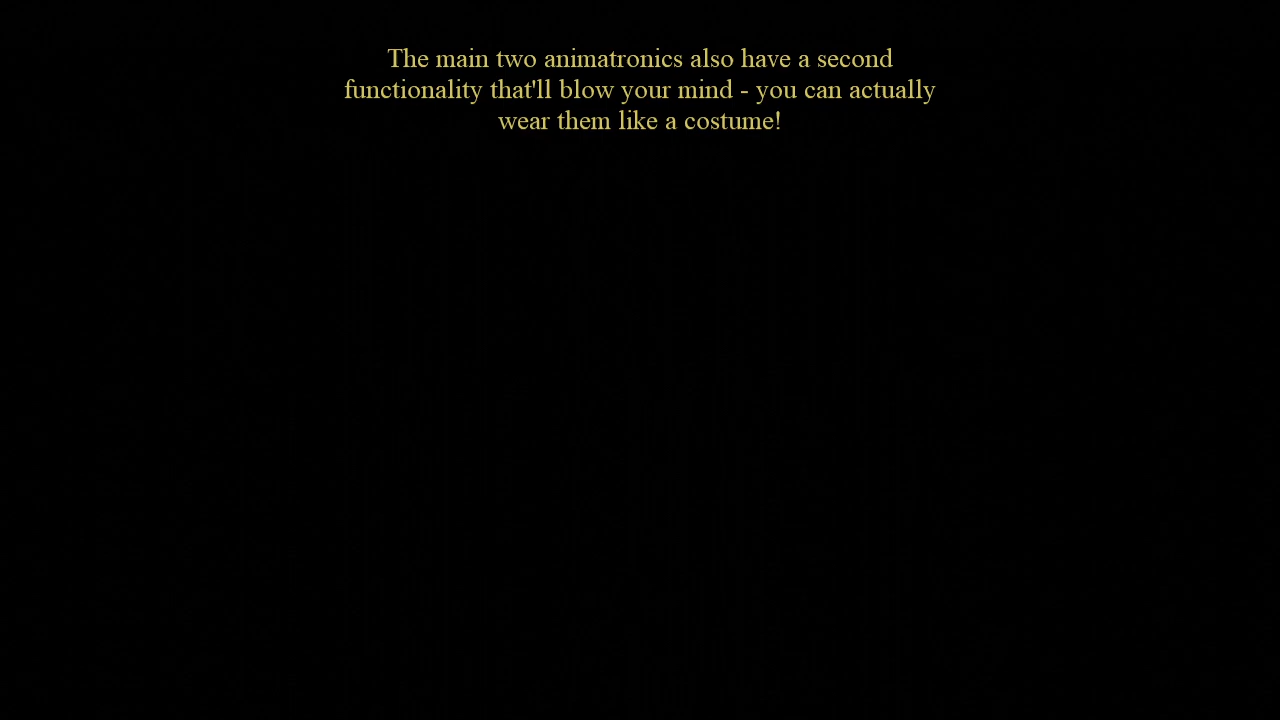 The main two animatronics also have a second
functionality that'll blow your mind - you can actually
wear them like a costume!